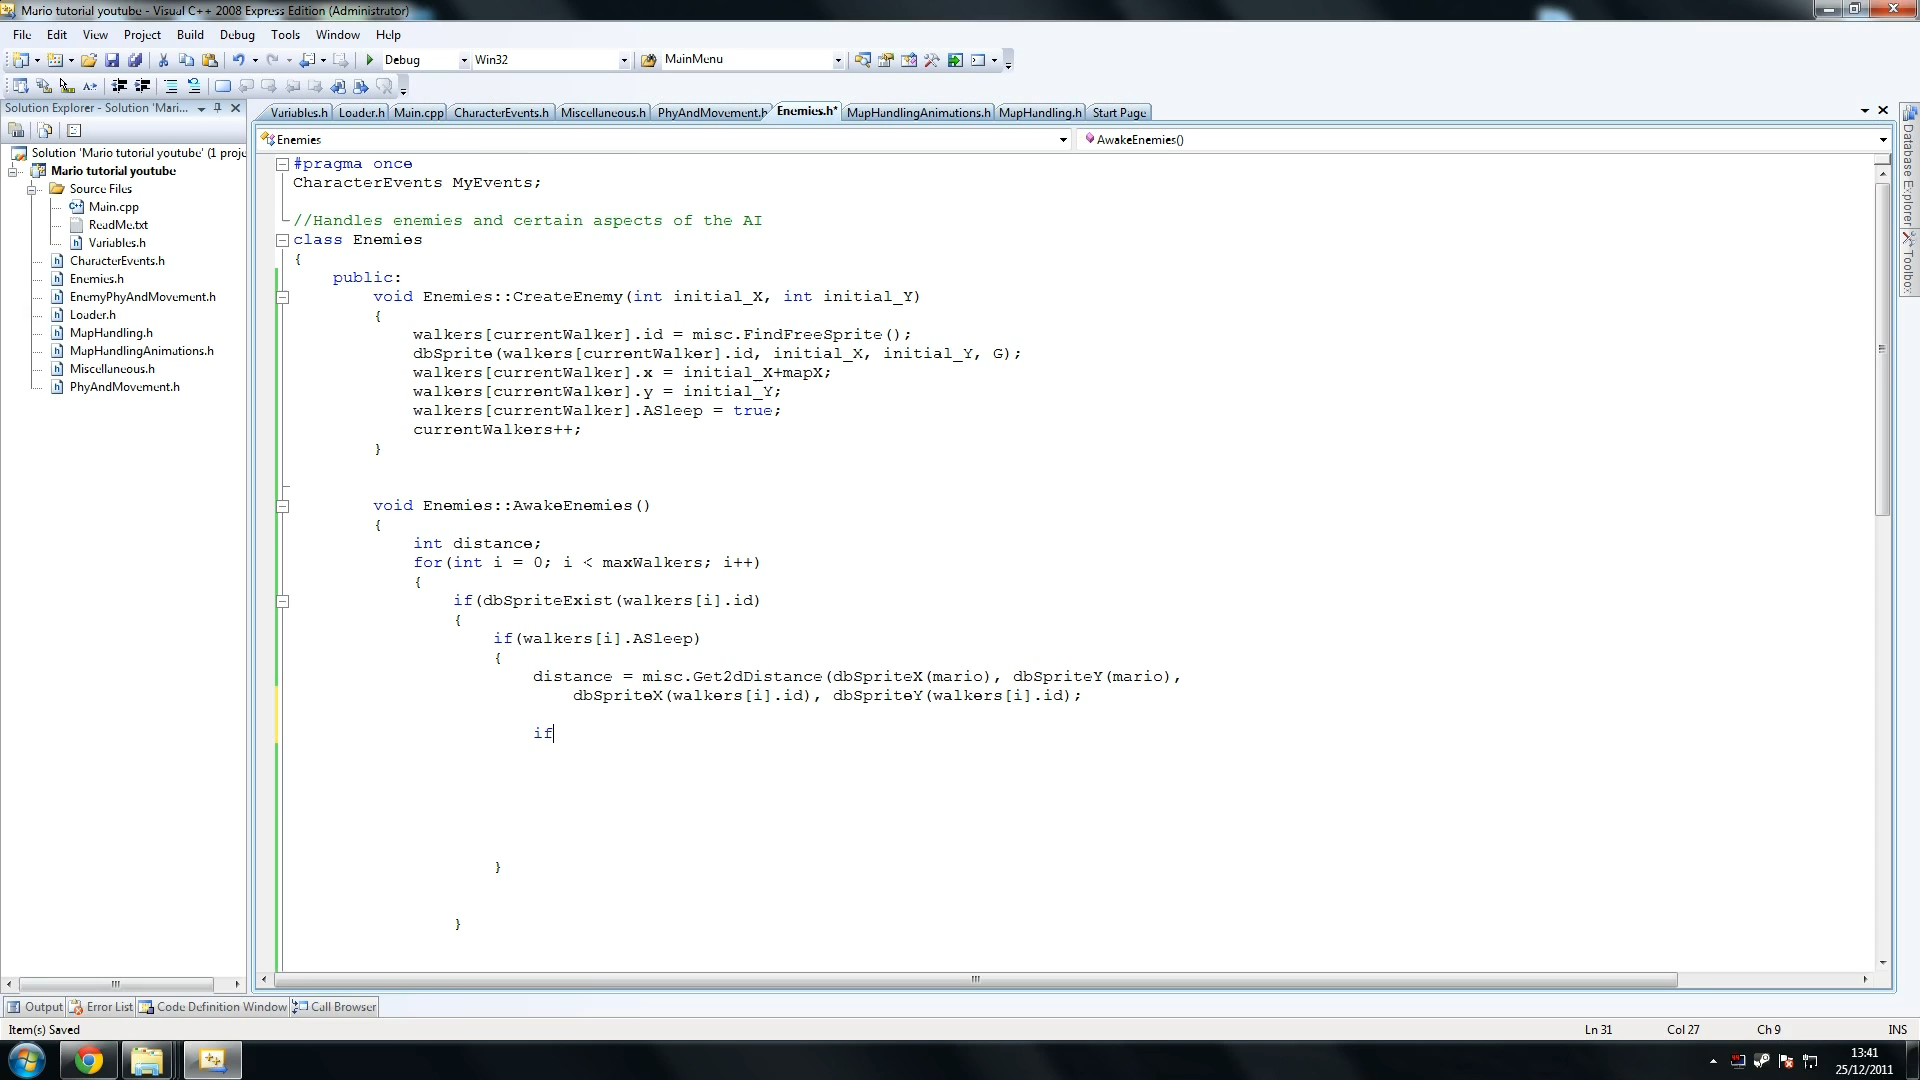 Mario tutorial youtube - Visual C++ 2008 Express Edition (Administrator)
File Edit View Project Build Debug Tools Window Help
Debug Win32 MainMenu
Solution Explorer - Solution 'Mari...
Variables.h Loader.h Main.cpp CharacterEvents.h Miscellaneous.h PhyAndMovement.h Enemies.h* MapHandlingAnimations.h MapHandling.h Start Page
Enemies AwakeEnemies()
Solution 'Mario tutorial youtube' (1 proje
Mario tutorial youtube
Source Files
Main.cpp
ReadMe.txt
Variables.h
CharacterEvents.h
Enemies.h
EnemyPhyAndMovement.h
Loader.h
MapHandling.h
MapHandlingAnimations.h
Miscellaneous.h
PhyAndMovement.h
#pragma once
CharacterEvents MyEvents;
//Handles enemies and certain aspects of the AI
class Enemies
{
public:
void Enemies::CreateEnemy(int initial_X, int initial_Y)
{
walkers[currentWalker].id = misc.FindFreeSprite();
dbSprite(walkers[currentWalker].id, initial_X, initial_Y, G);
walkers[currentWalker].x = initial_X+mapX;
walkers[currentWalker].y = initial_Y;
walkers[currentWalker].ASleep = true;
currentWalkers++;
}
void Enemies::AwakeEnemies()
{
int distance;
for(int i = 0; i < maxWalkers; i++)
{
if(dbSpriteExist(walkers[i].id)
{
if(walkers[i].ASleep)
{
distance = misc.Get2dDistance(dbSpriteX(mario), dbSpriteY(mario),
dbSpriteX(walkers[i].id), dbSpriteY(walkers[i].id);
if
}
}
Database Explorer
Toolbox
Output Error List Code Definition Window Call Browser
Item(s) Saved Ln 31 Col 27 Ch 9 INS
13:41
25/12/2011